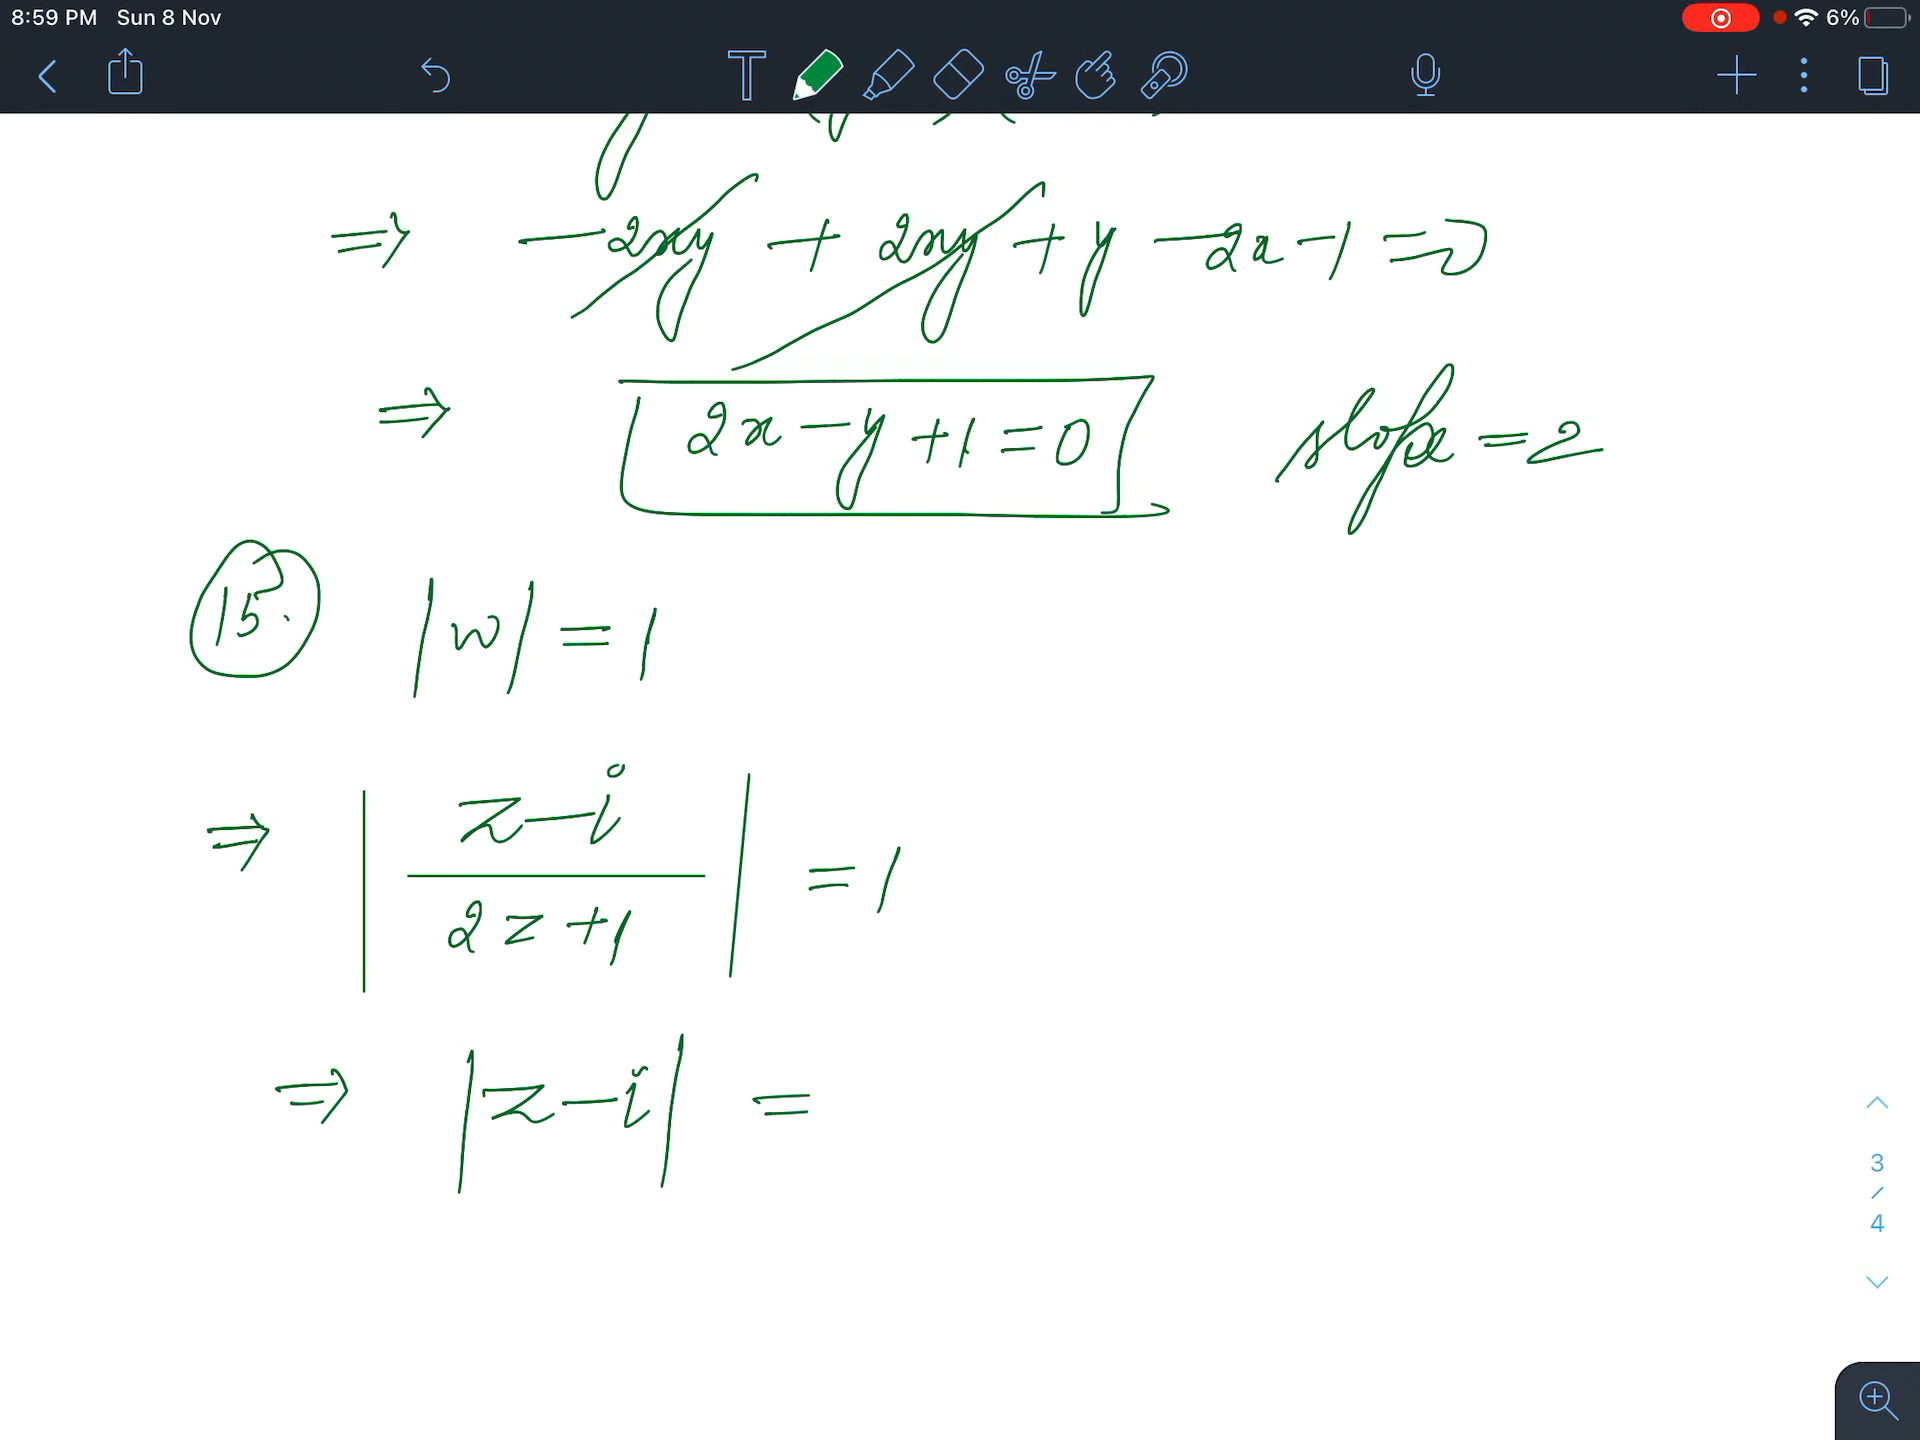 8:59 PM Sun 8 Nov 6%
T
⇒ -2xy + 2xy + y - 2x - 1 = 0
⇒ 2x - y + 1 = 0 slope = 2
15. |w| = 1
⇒ | (z - i) / (2z + 1) | = 1
⇒ |z - i| =
3
/
4